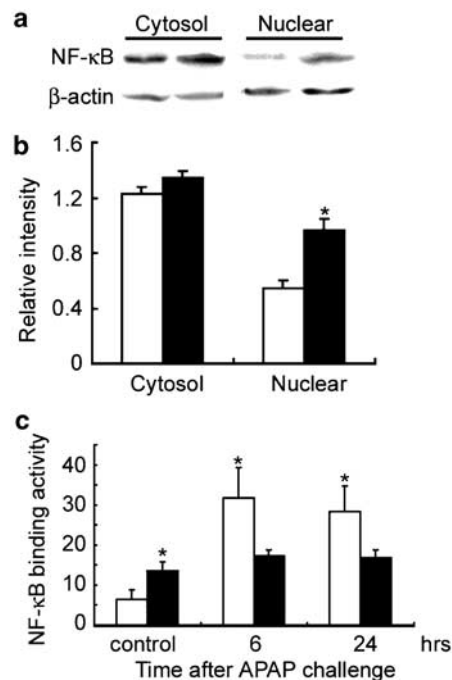 a
Cytosol Nuclear
NF-κB
β-actin
b
Relative intensity
1.6
1.2
0.8
0.4
0
*
Cytosol Nuclear
c
NF-κB binding activity
40
30
20
10
0
* * *
control 6 24 hrs
Time after APAP challenge